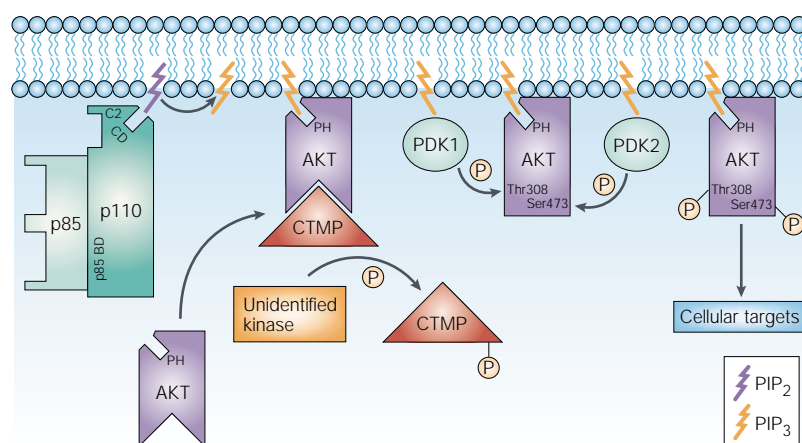 C2
CD
p85
p110
p85 BD
PH
AKT
CTMP
Unidentified
kinase
P
CTMP
P
PH
AKT
PDK1
P
PH
AKT
Thr308
Ser473
PDK2
P
PH
AKT
Thr308
Ser473
P
P
Cellular targets
PIP2
PIP3